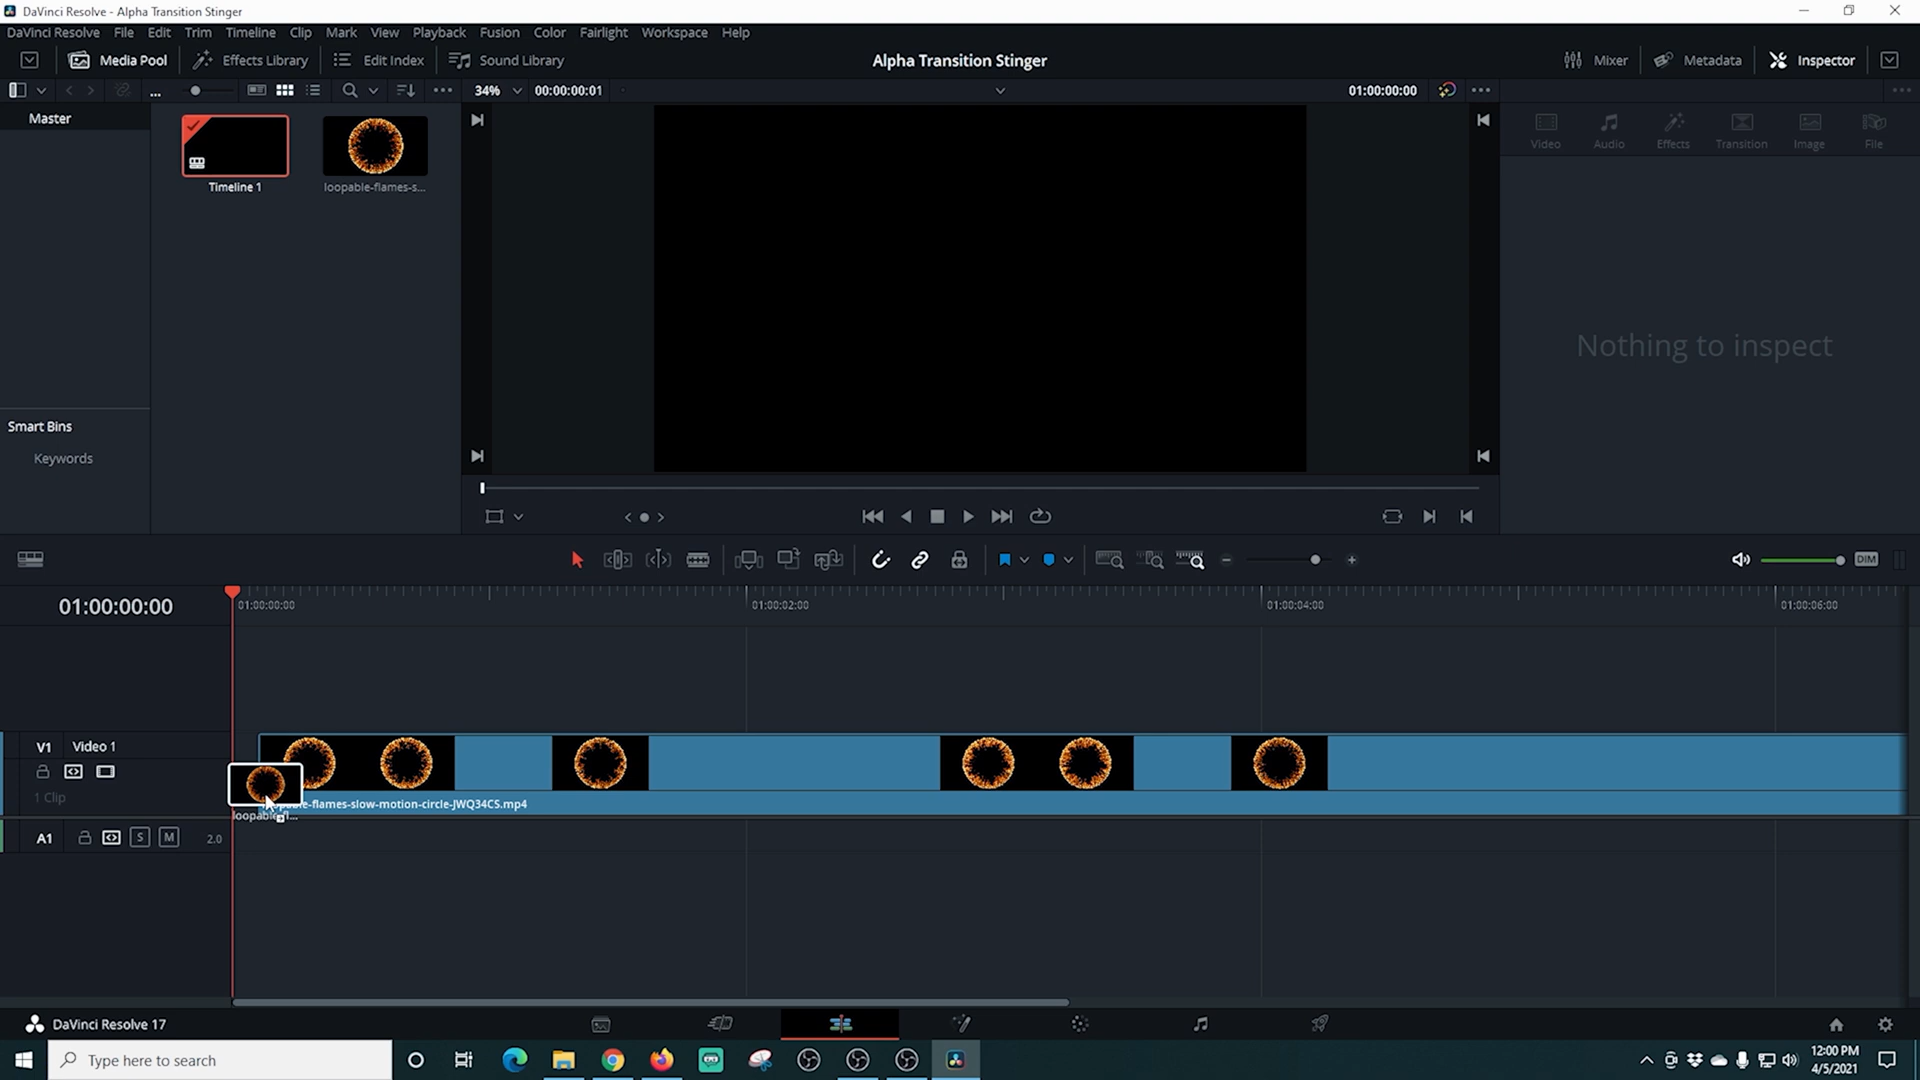 DaVinci Resolve - Alpha Transition Stinger
DaVinci Resolve File Edit Trim Timeline Clip Mark View Playback Fusion Color Fairlight Workspace Help
Media Pool Effects Library Edit Index Sound Library Alpha Transition Stinger Mixer Metadata Inspector
... 34% 00:00:00:01 01:00:00:00
Master
Video Audio Effects Transition Image File
Timeline 1 loopable-flames-s...
Nothing to inspect
Smart Bins
Keywords
DIM
01:00:00:00
01:00:00:00 01:00:02:00 01:00:04:00 01:00:06:00
V1 Video 1
1 Clip
-flames-slow-motion-circle-JWQ34CS.mp4
A1 S M 2.0
DaVinci Resolve 17
Type here to search
12:00 PM
4/5/2021